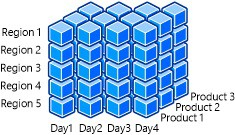 Region 1
Region 2
Region 3
Region 4
Region 5
Product 3
Product 2
Product 1
Day1 Day2 Day3 Day4